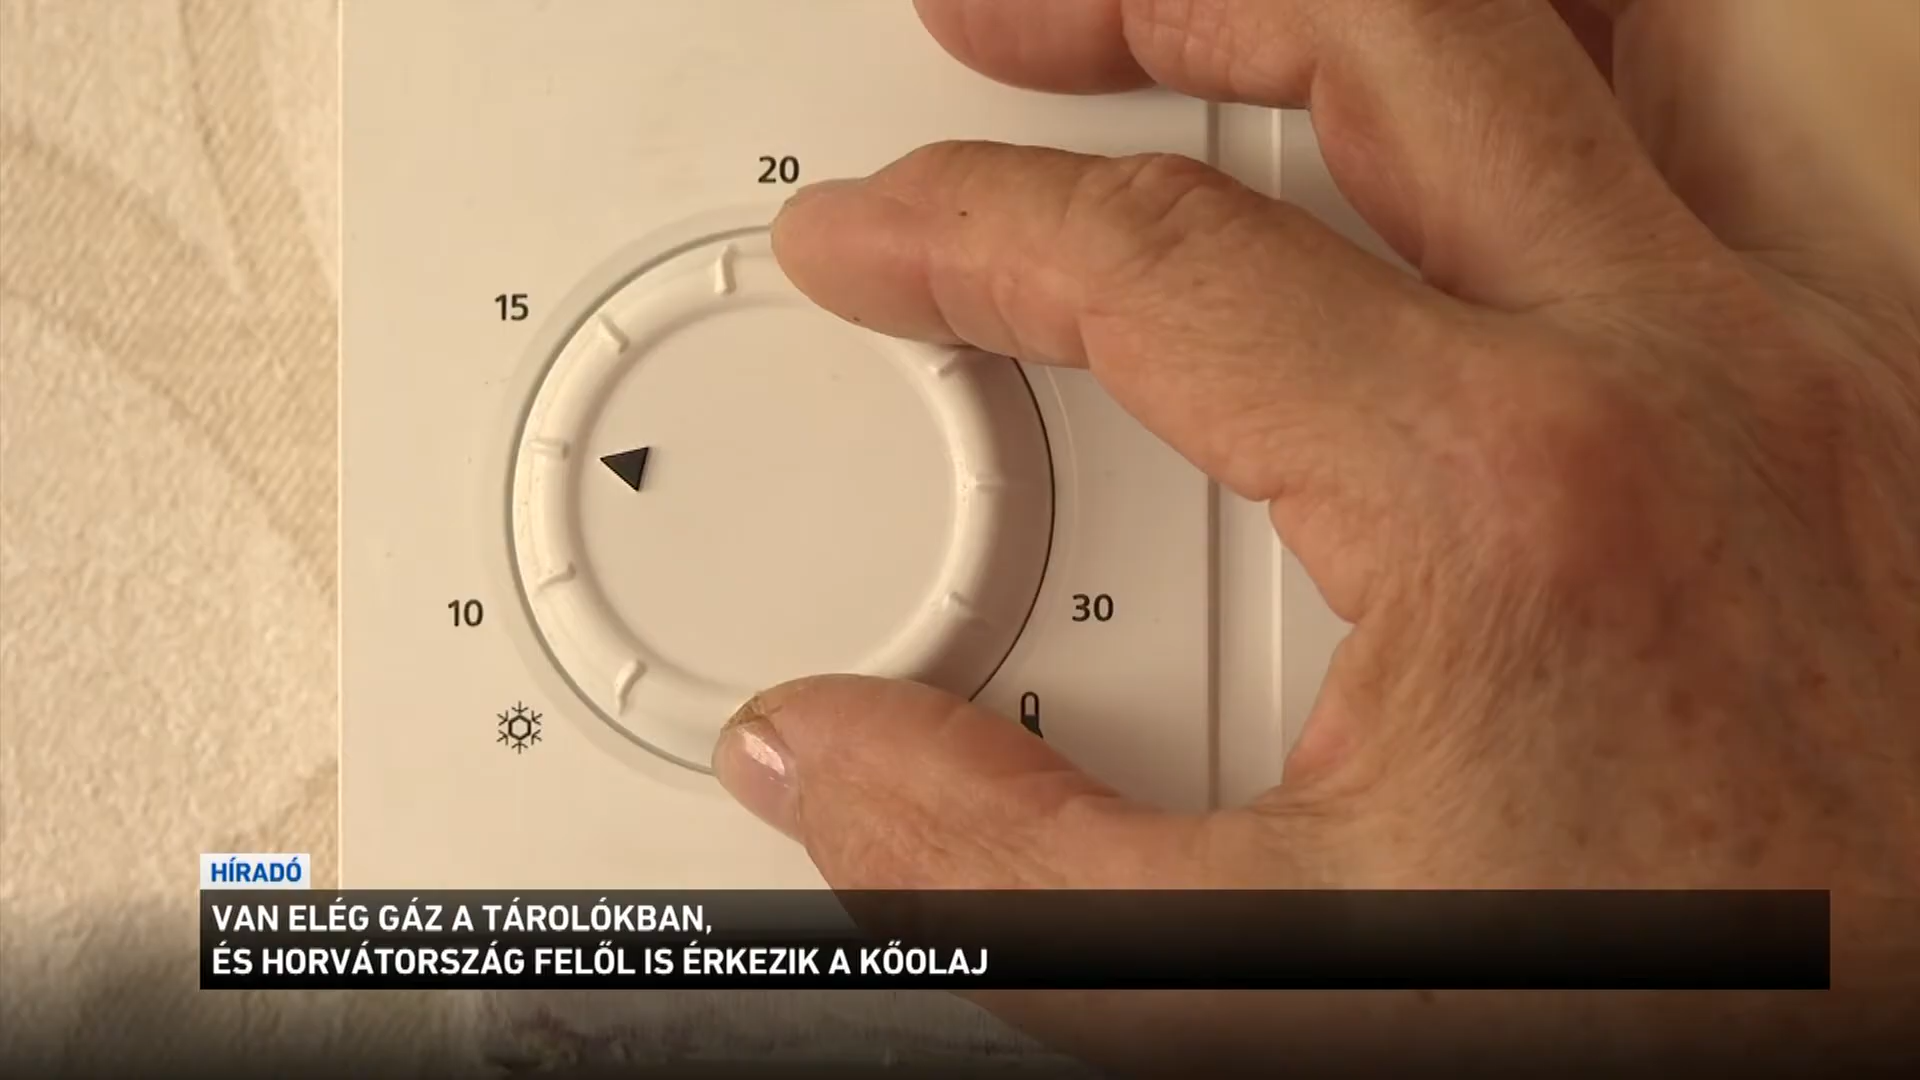 20
15
10
30
HÍRADÓ
VAN ELÉG GÁZ A TÁROLÓKBAN,
ÉS HORVÁTORSZÁG FELŐL IS ÉRKEZIK A KŐOLAJ